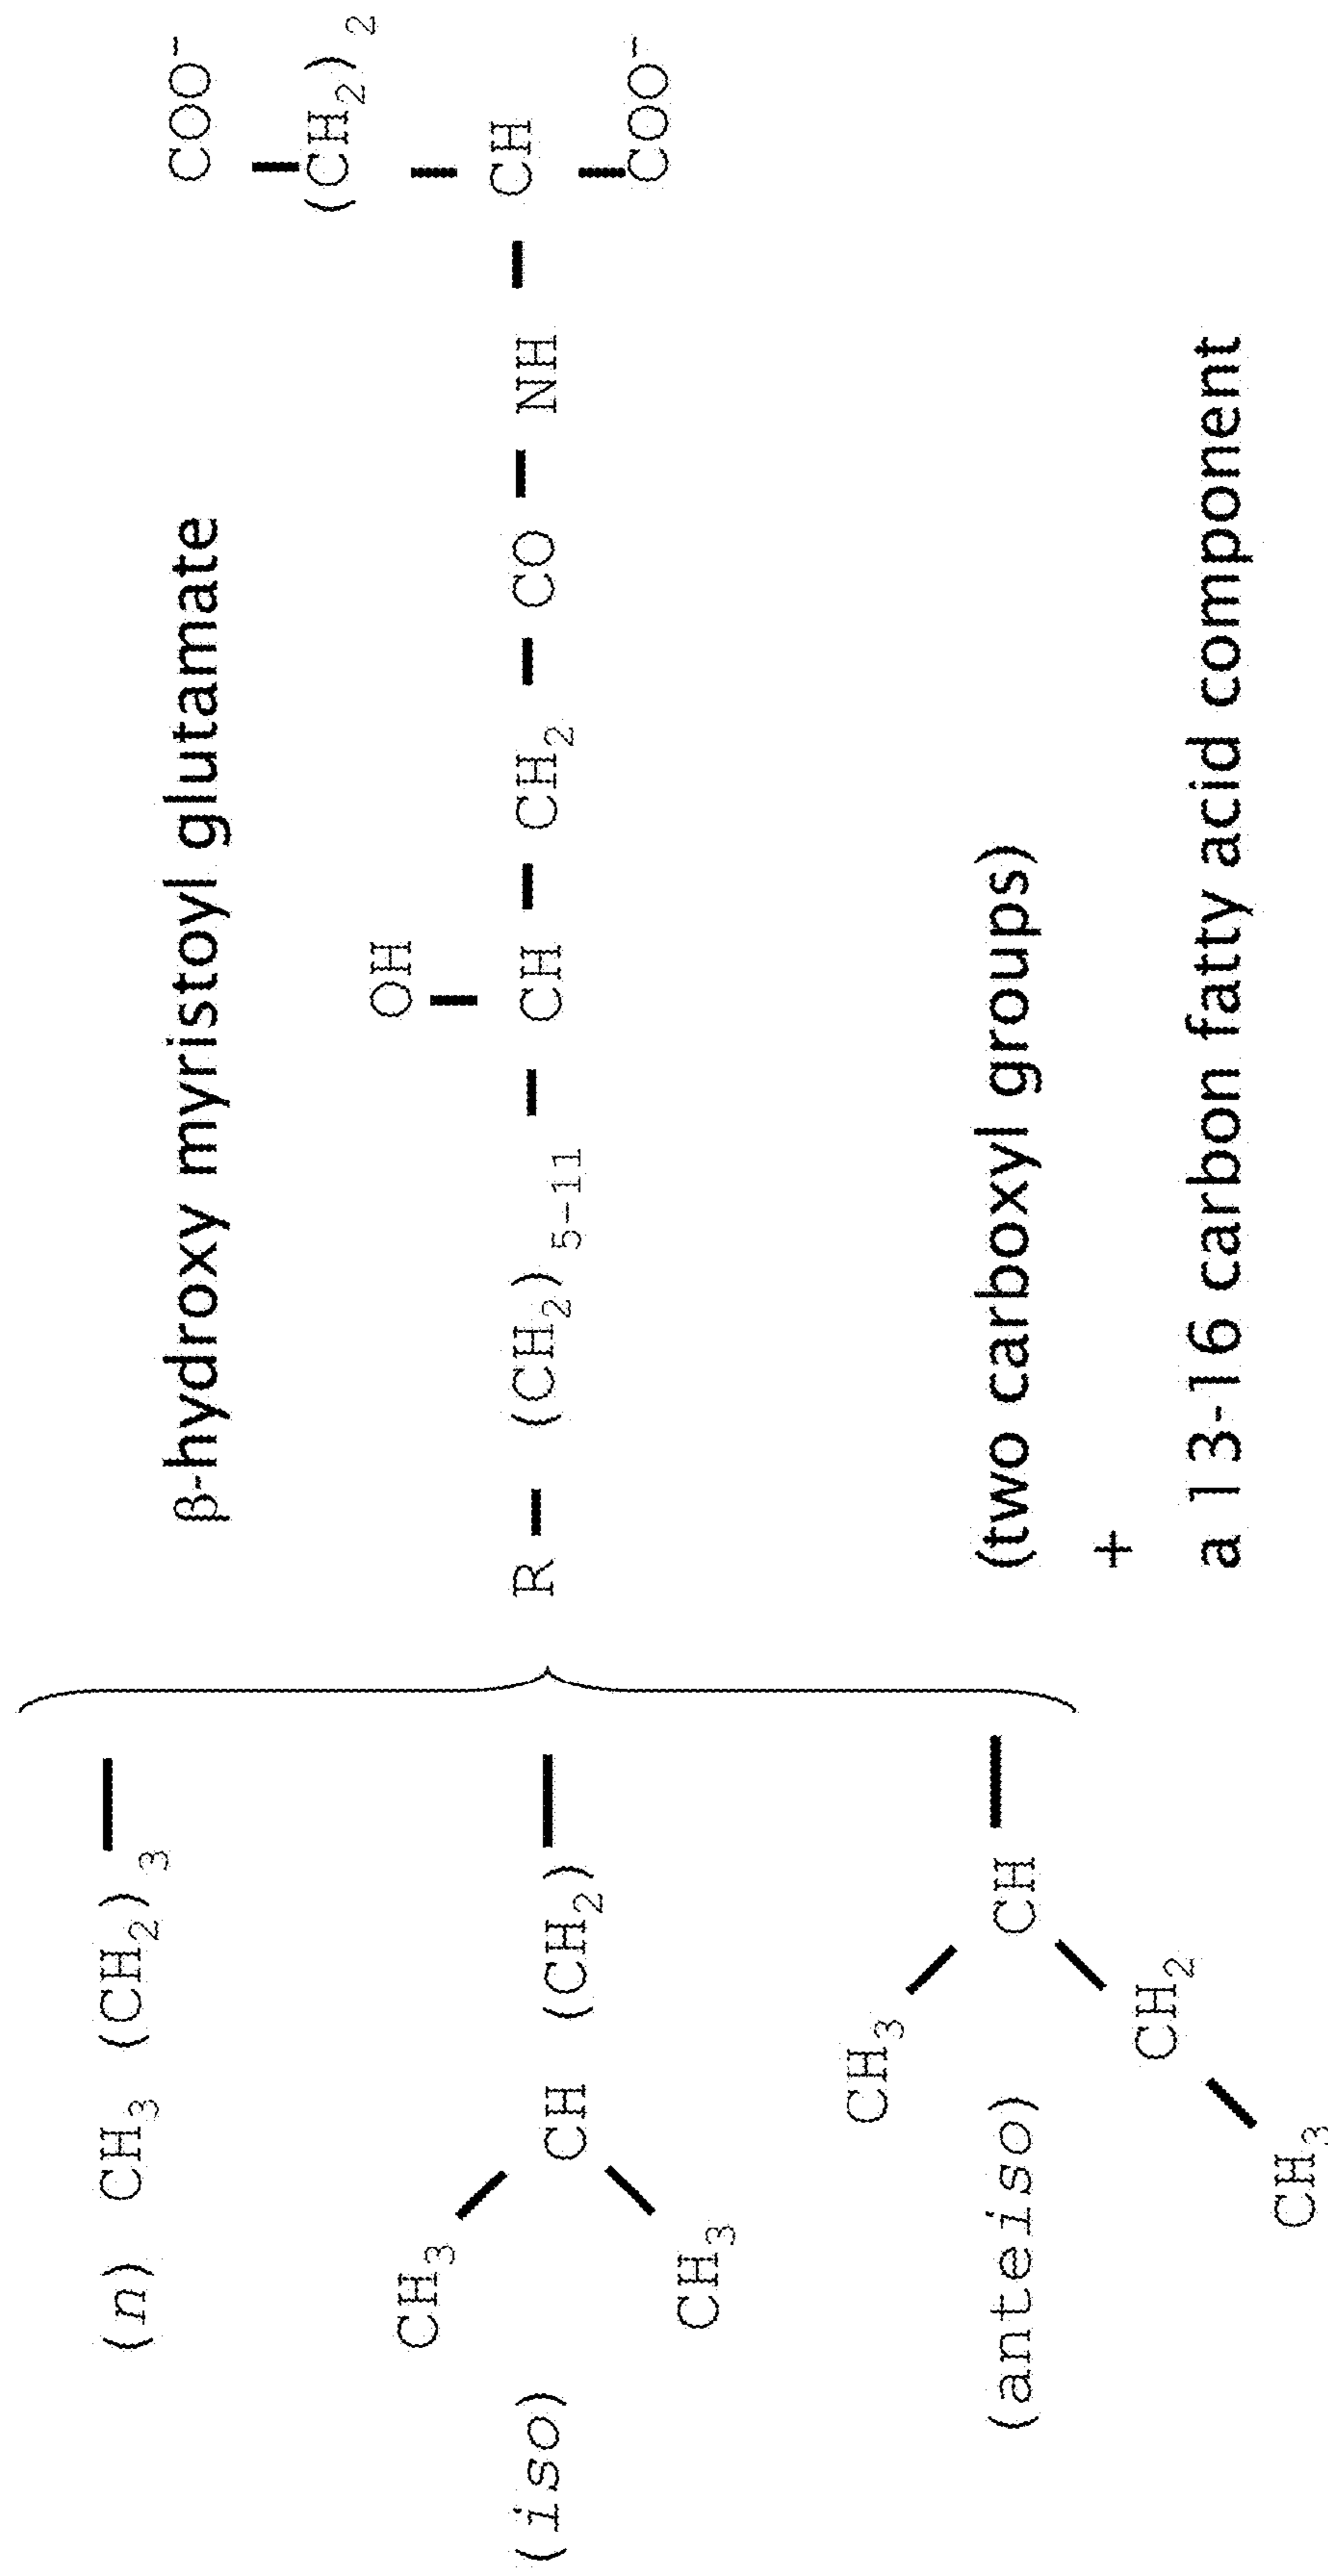 β-hydroxy myristoyl glutamate
(n) CH3 (CH2)3
(iso) CH3
CH (CH2)
CH3
(anteiso) CH3
CH
CH2
CH3
OH
R – (CH2)5-11 – CH – CH2 – CO – NH – CH
COO-
(CH2)2
COO-
(two carboxyl groups)
+
a 13-16 carbon fatty acid component